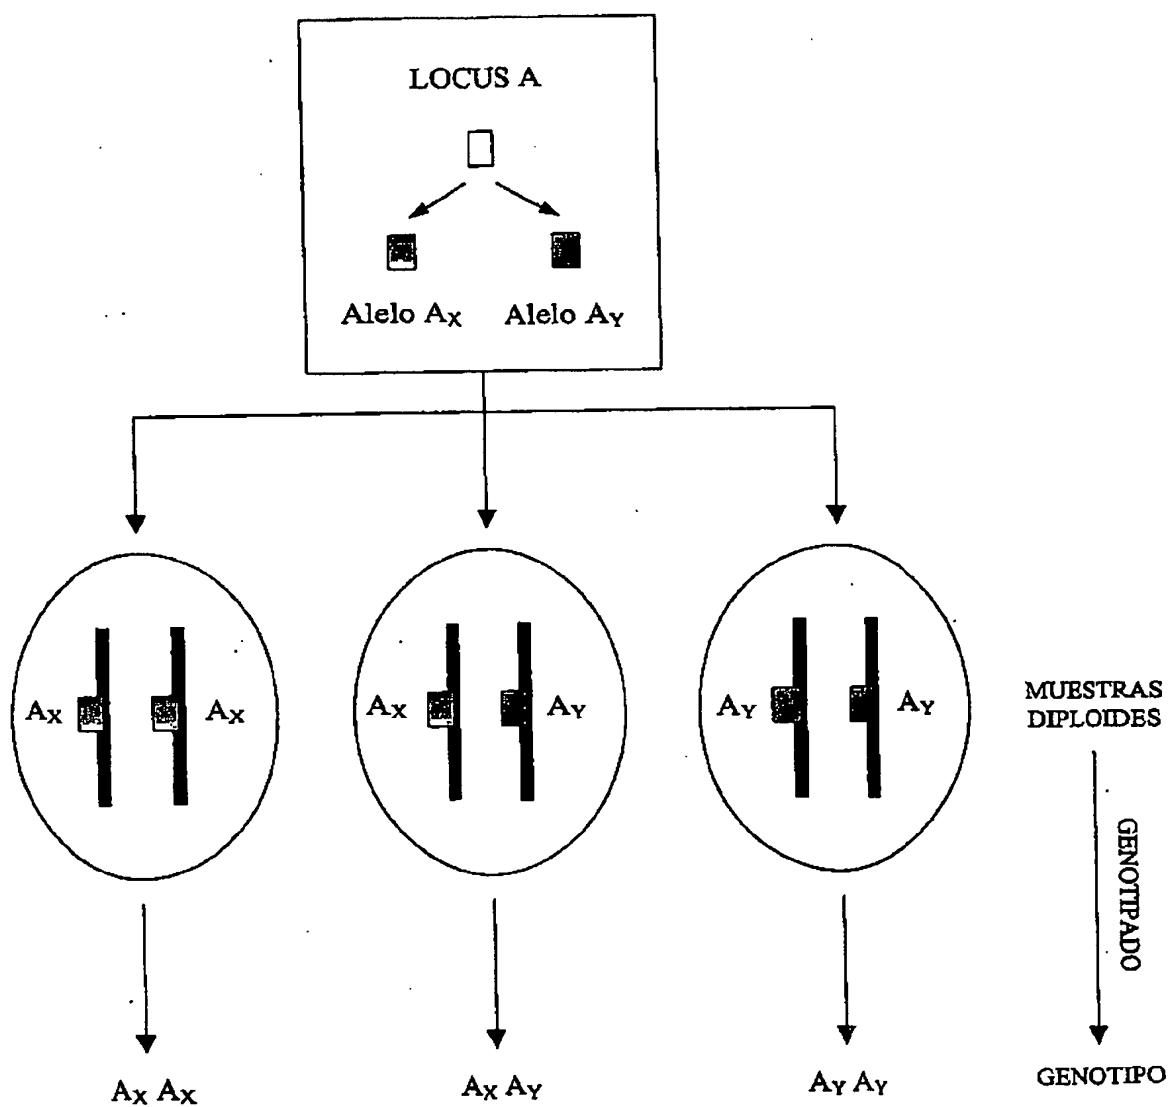 LOCUS A
Alelo AX Alelo AY
AX AX AX AY AY AY
MUESTRAS
DIPLOIDES
GENOTIPADO
AX AX AX AY AY AY GENOTIPO